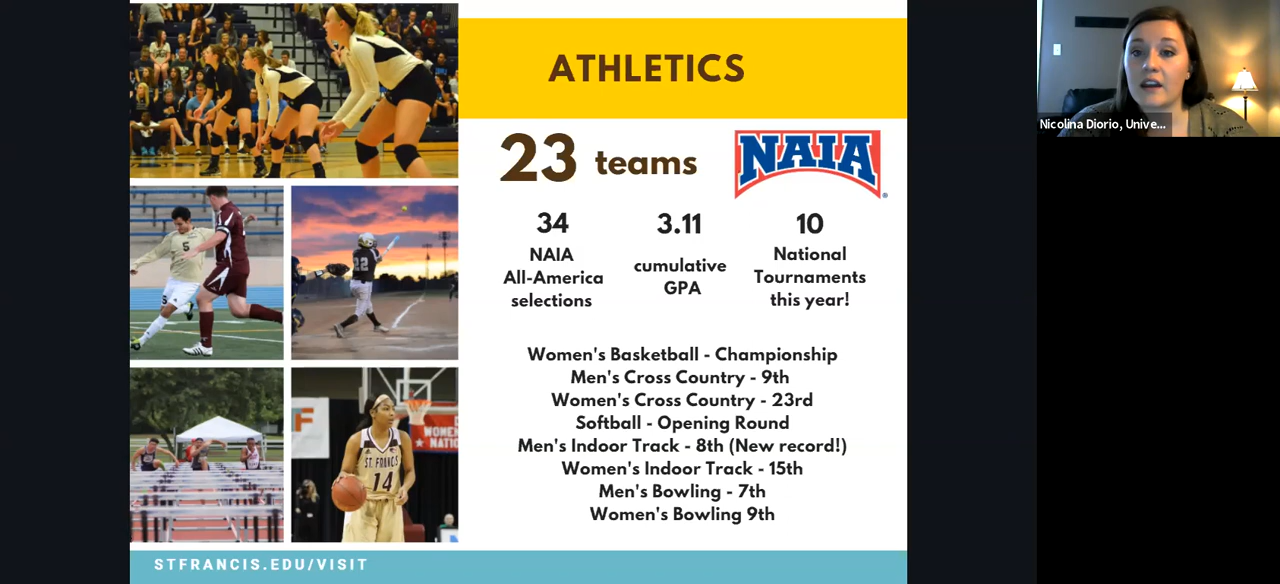 ATHLETICS
23 teams
NAIA
34
NAIA
All-America
selections
3.11
cumulative
GPA
10
National
Tournaments
this year!
Women's Basketball - Championship
Men's Cross Country - 9th
Women's Cross Country - 23rd
Softball - Opening Round
Men's Indoor Track - 8th (New record!)
Women's Indoor Track - 15th
Men's Bowling - 7th
Women's Bowling 9th
STFRANCIS.EDU/VISIT
Nicolina Diorio, Unive...
5
22
ST. FRANCIS
14
F